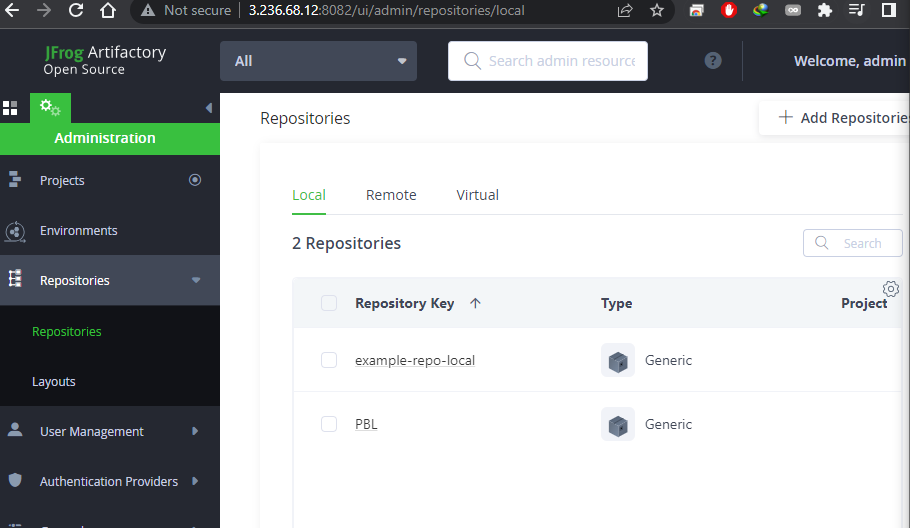 Not secure | 3.236.68.12:8082/ui/admin/repositories/local
JFrog Artifactory
Open Source
All
Search admin resource
?
Welcome, admin
Administration
Projects
Environments
Repositories
Repositories
Layouts
User Management
Authentication Providers
Repositories
Add Repositorie
Local Remote Virtual
2 Repositories
Search
Repository Key Type Project
example-repo-local Generic
PBL Generic